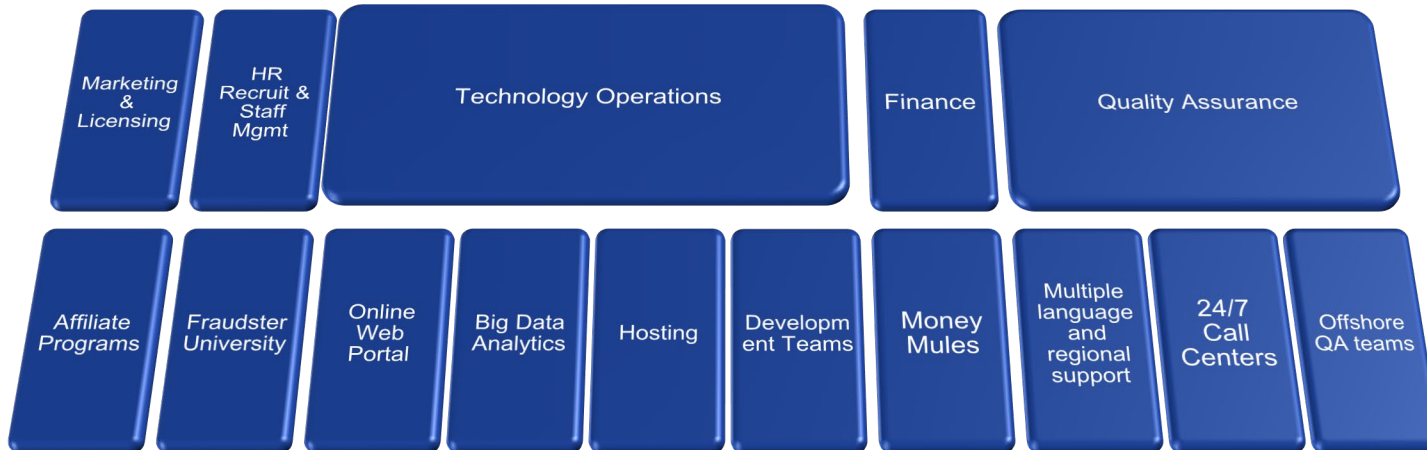 Marketing
&
Licensing
HR
Recruit &
Staff
Mgmt
Technology Operations
Finance
Quality Assurance
Affiliate
Programs
Fraudster
University
Online
Web
Portal
Big Data
Analytics
Hosting
Developm
ent Teams
Money
Mules
Multiple
language
and
regional
support
24/7
Call
Centers
Offshore
QA teams